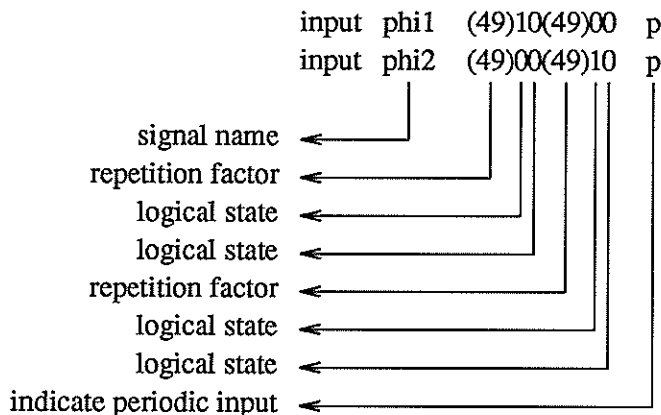 input phi1 (49)10(49)00 p
input phi2 (49)00(49)10 p
signal name
repetition factor
logical state
logical state
repetition factor
logical state
logical state
indicate periodic input